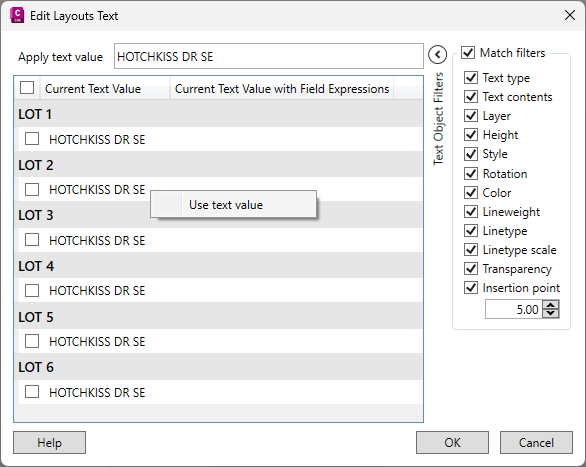 Edit Layouts Text
Apply text value
HOTCHKISS DR SE
Current Text Value
Current Text Value with Field Expressions
LOT 1
HOTCHKISS DR SE
LOT 2
HOTCHKISS DR SE
Use text value
LOT 3
HOTCHKISS DR SE
LOT 4
HOTCHKISS DR SE
LOT 5
HOTCHKISS DR SE
LOT 6
HOTCHKISS DR SE
Text Object Filters
Match filters
Text type
Text contents
Layer
Height
Style
Rotation
Color
Lineweight
Linetype
Linetype scale
Transparency
Insertion point
5.00
Help
OK
Cancel